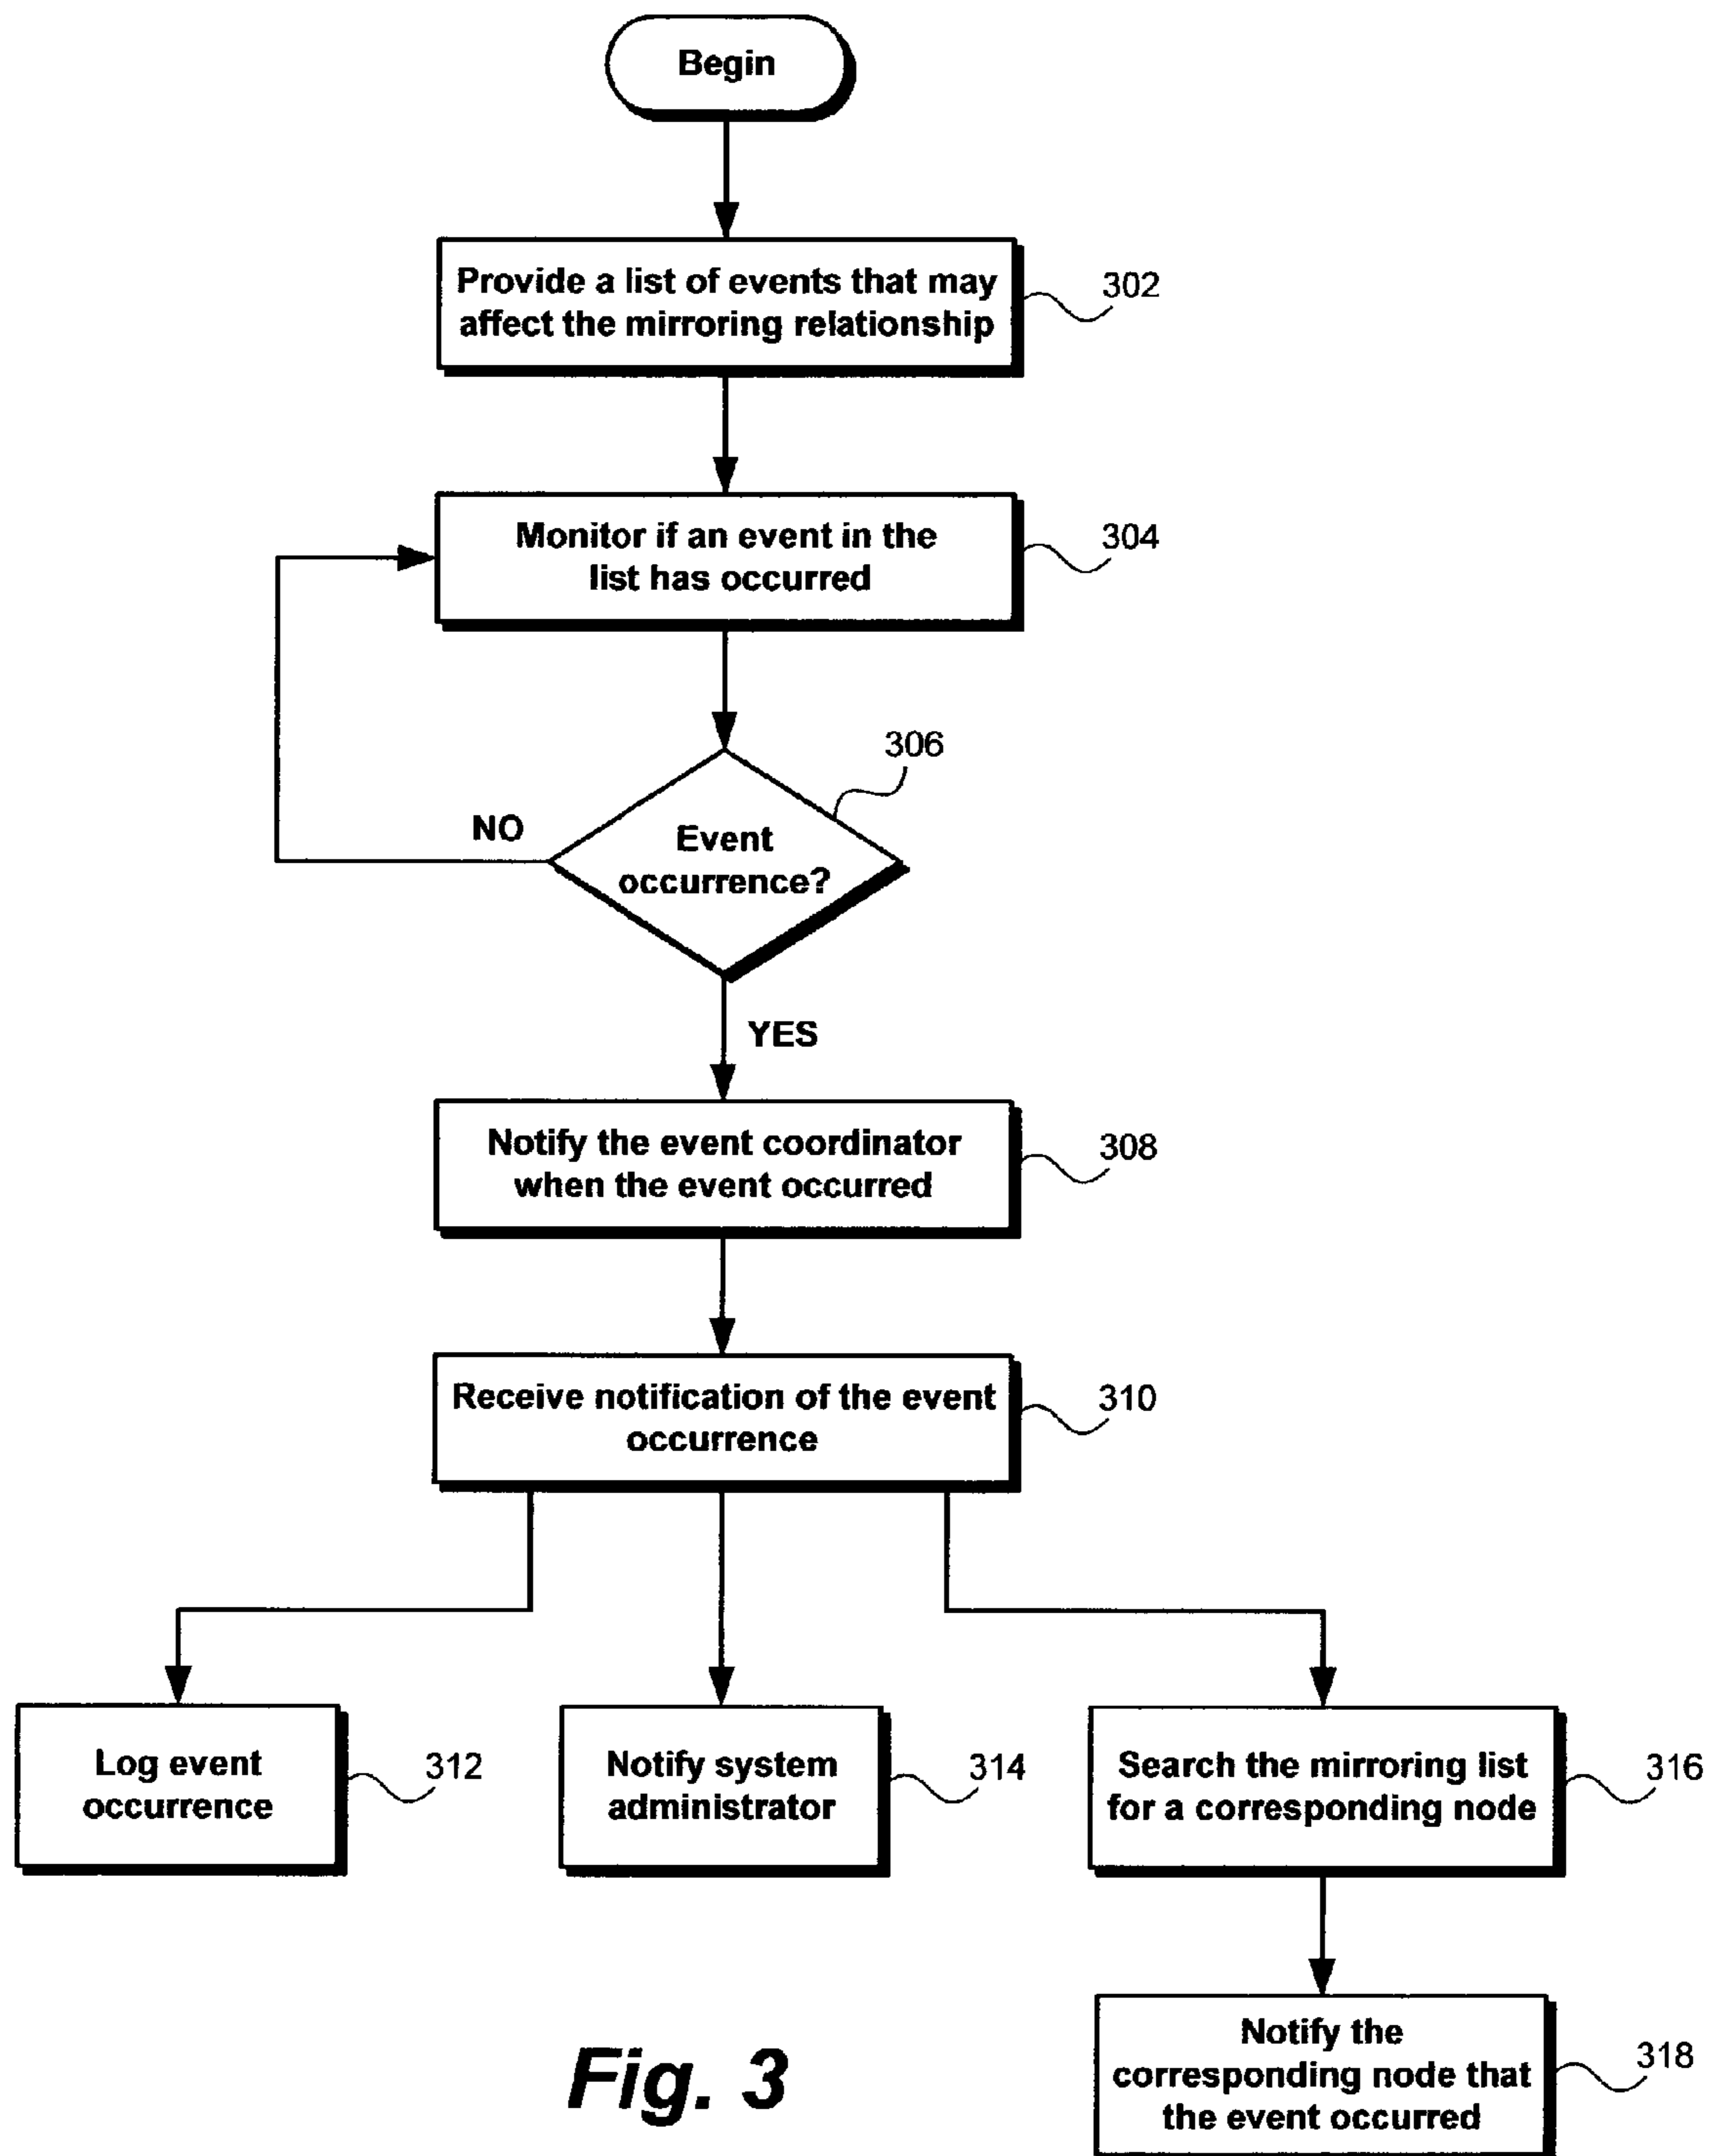 Begin
Provide a list of events that may
affect the mirroring relationship
302
Monitor if an event in the
list has occurred
304
306
NO
Event
occurrence?
YES
Notify the event coordinator
when the event occurred
308
Receive notification of the event
occurrence
310
Log event
occurrence
312
Notify system
administrator
314
Search the mirroring list
for a corresponding node
316
Notify the
corresponding node that
the event occurred
318
Fig. 3